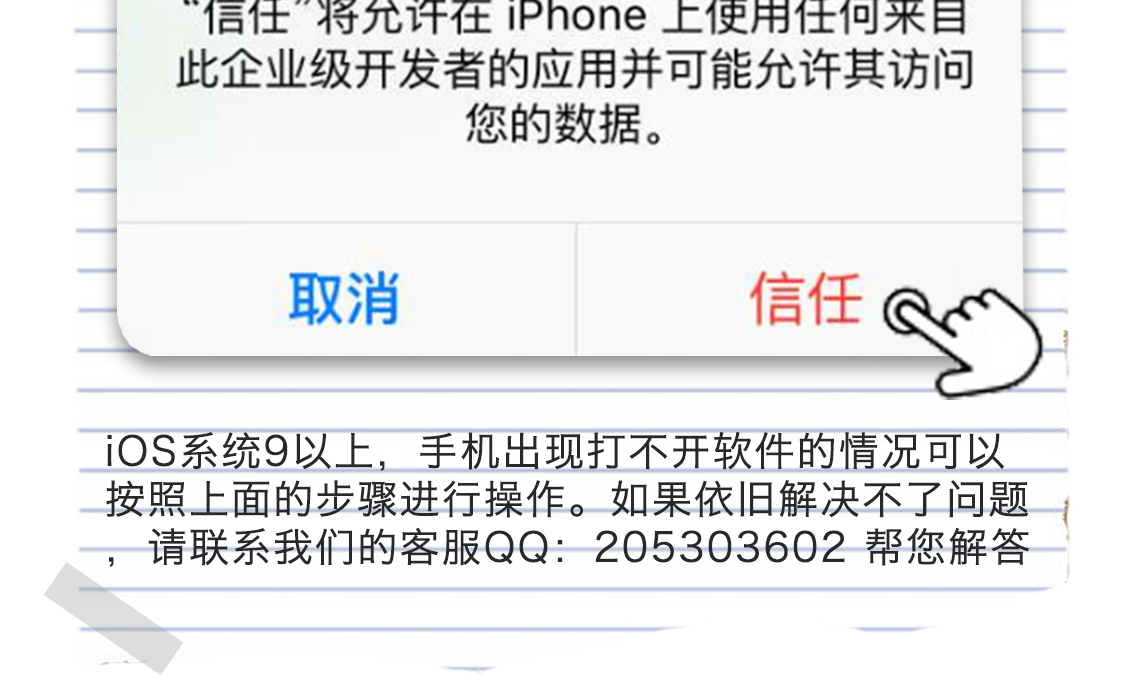 “信任”将允许在 iPhone 上使用任何来自
此企业级开发者的应用并可能允许其访问
您的数据。
取消
信任
iOS系统9以上，手机出现打不开软件的情况可以
按照上面的步骤进行操作。如果依旧解决不了问题
，请联系我们的客服QQ：205303602 帮您解答